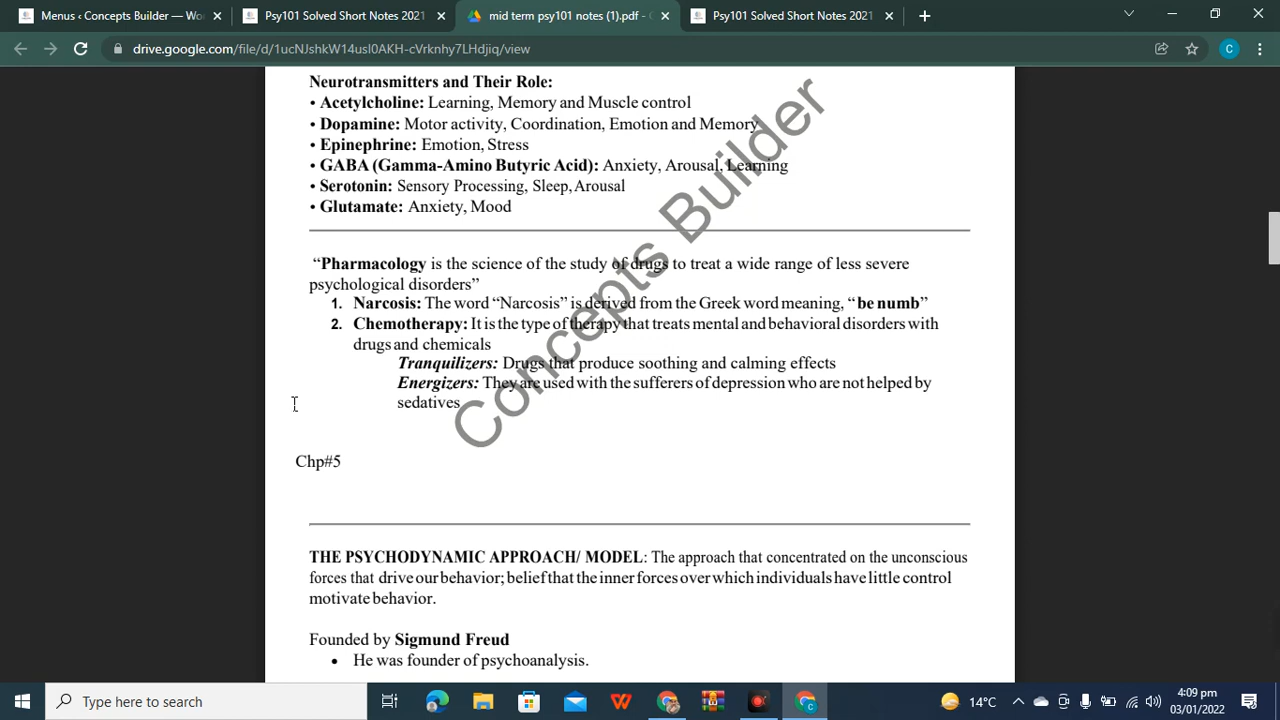 Menus ‹ Concepts Builder — Wor
Psy101 Solved Short Notes 2021
mid term psy101 notes (1).pdf - G
Psy101 Solved Short Notes 2021
drive.google.com/file/d/1ucNJshkW14usl0AKH-cVrknhy7LHdjiq/view
C
Neurotransmitters and Their Role:
• Acetylcholine: Learning, Memory and Muscle control
• Dopamine: Motor activity, Coordination, Emotion and Memory
• Epinephrine: Emotion, Stress
• GABA (Gamma-Amino Butyric Acid): Anxiety, Arousal, Learning
• Serotonin: Sensory Processing, Sleep, Arousal
• Glutamate: Anxiety, Mood
“Pharmacology is the science of the study of drugs to treat a wide range of less severe
psychological disorders”
1. Narcosis: The word “Narcosis” is derived from the Greek word meaning, “be numb”
2. Chemotherapy: It is the type of therapy that treats mental and behavioral disorders with
drugs and chemicals
Tranquilizers: Drugs that produce soothing and calming effects
Energizers: They are used with the sufferers of depression who are not helped by
sedatives
Concepts Builder
Chp#5
THE PSYCHODYNAMIC APPROACH/ MODEL: The approach that concentrated on the unconscious
forces that drive our behavior; belief that the inner forces over which individuals have little control
motivate behavior.
Founded by Sigmund Freud
• He was founder of psychoanalysis.
Type here to search
14°C
4:09 pm
03/01/2022